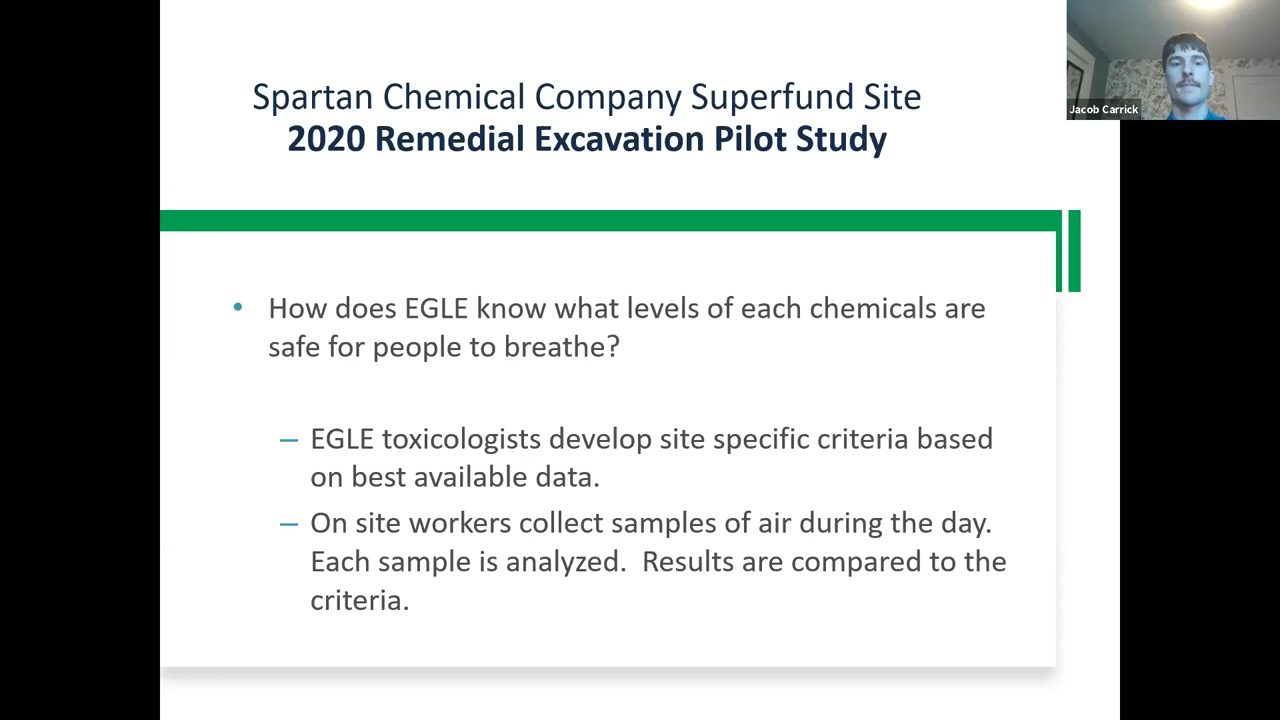 Spartan Chemical Company Superfund Site
2020 Remedial Excavation Pilot Study
Jacob Carrick
• How does EGLE know what levels of each chemicals are
safe for people to breathe?
– EGLE toxicologists develop site specific criteria based
on best available data.
– On site workers collect samples of air during the day.
Each sample is analyzed.  Results are compared to the
criteria.